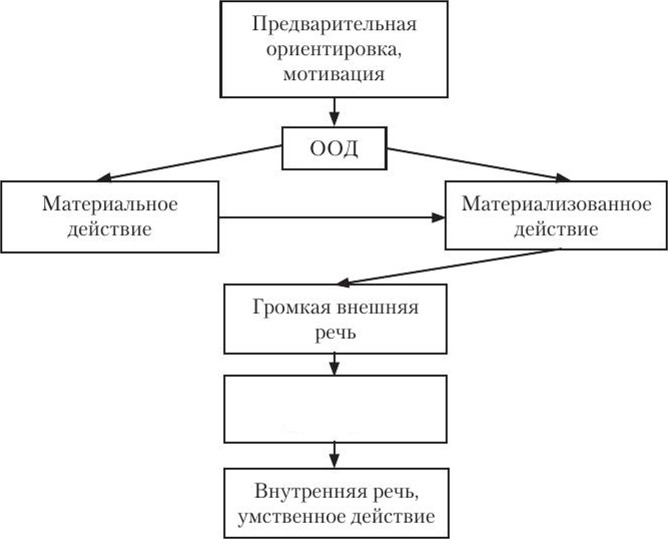 Предварительная
ориентировка,
мотивация
ООД
Материальное
действие
Материализованное
действие
Громкая внешняя
речь
Внутренняя речь,
умственное действие